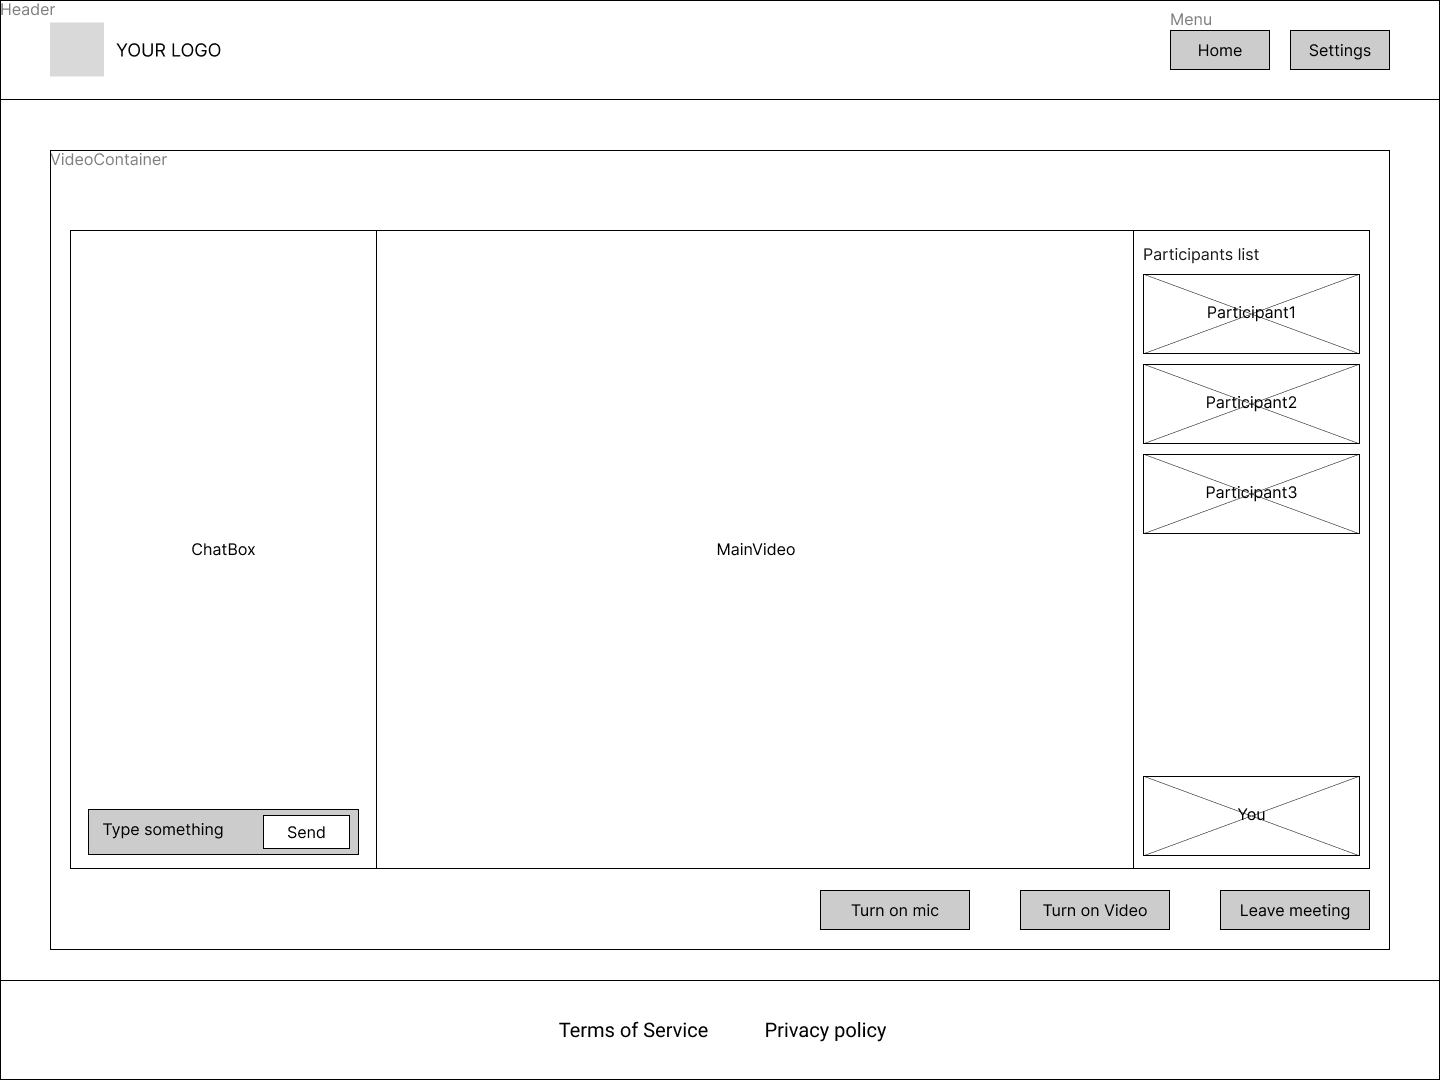 Header
YOUR LOGO
Menu
Home
Settings
VideoContainer
Participants list
Participant1
Participant2
Participant3
ChatBox
MainVideo
You
Type something
Send
Turn on mic
Turn on Video
Leave meeting
Terms of Service
Privacy policy